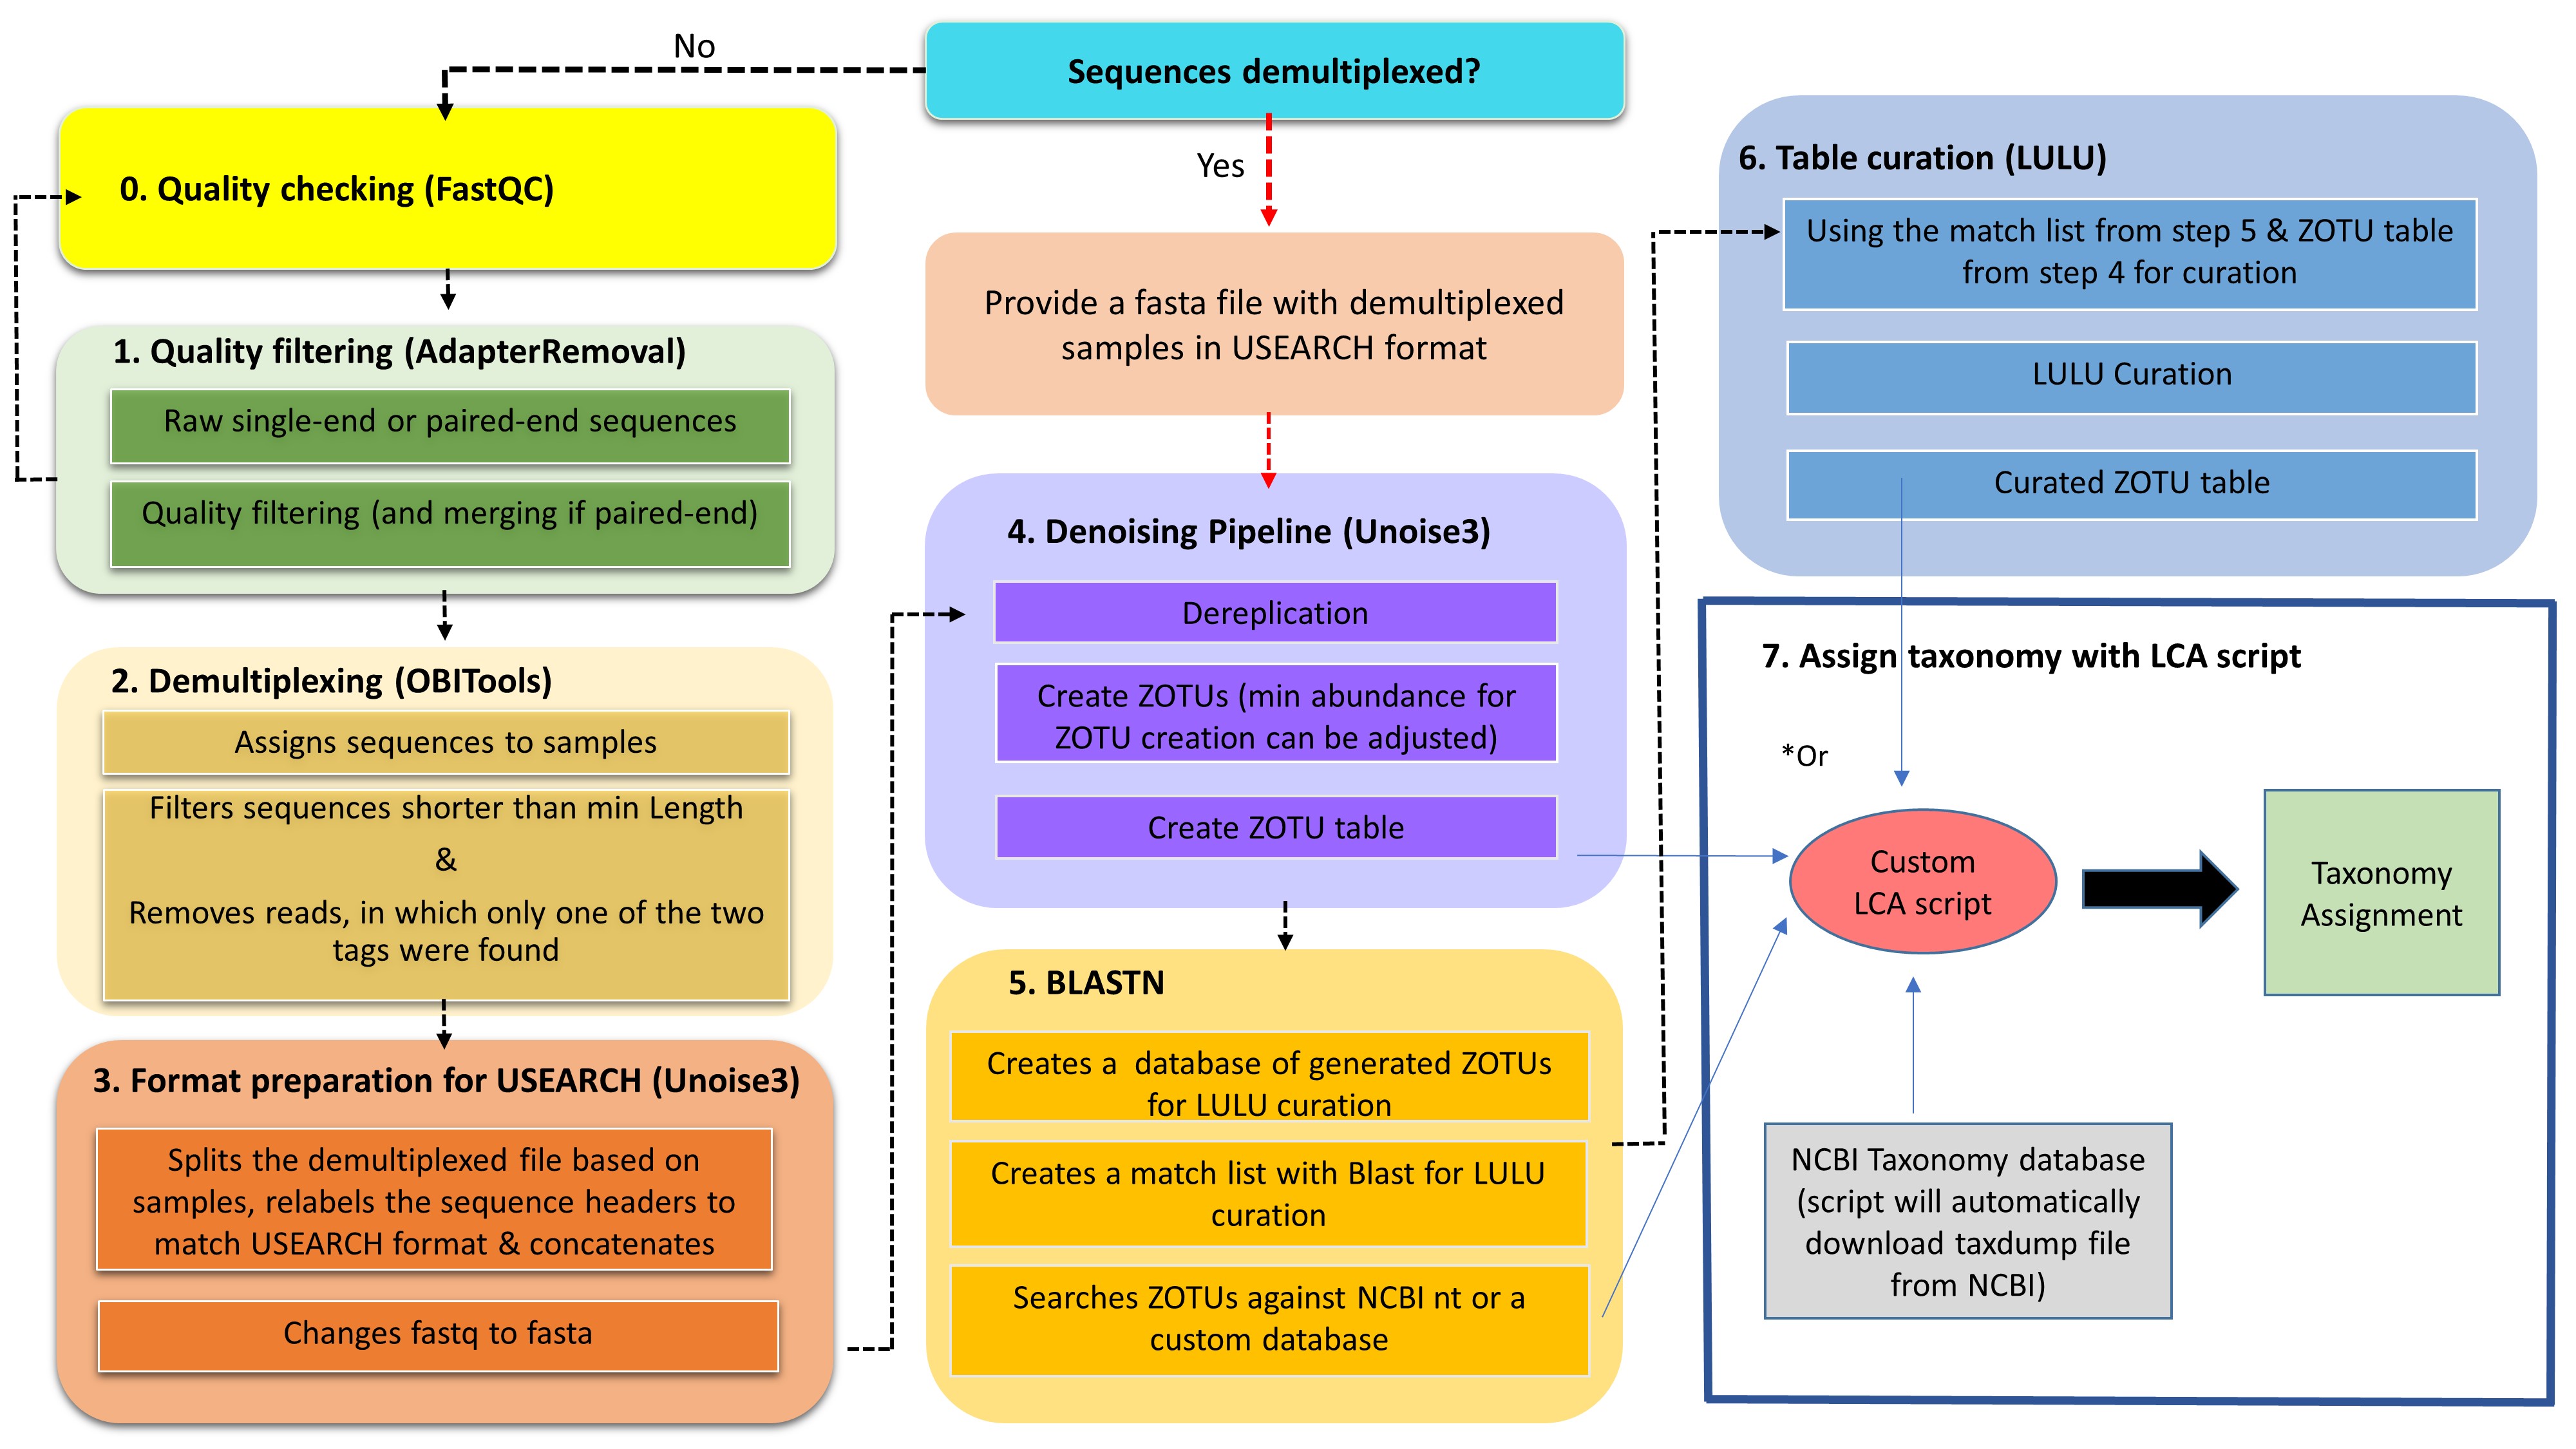 Sequences demultiplexed?
No
Yes
0. Quality checking (FastQC)
1. Quality filtering (AdapterRemoval)
Raw single-end or paired-end sequences
Quality filtering (and merging if paired-end)
2. Demultiplexing (OBITools)
Assigns sequences to samples
Filters sequences shorter than min Length
&
Removes reads, in which only one of the two
tags were found
3. Format preparation for USEARCH (Unoise3)
Splits the demultiplexed file based on
samples, relabels the sequence headers to
match USEARCH format & concatenates
Changes fastq to fasta
Provide a fasta file with demultiplexed
samples in USEARCH format
4. Denoising Pipeline (Unoise3)
Dereplication
Create ZOTUs (min abundance for
ZOTU creation can be adjusted)
Create ZOTU table
5. BLASTN
Creates a database of generated ZOTUs
for LULU curation
Creates a match list with Blast for LULU
curation
Searches ZOTUs against NCBI nt or a
custom database
6. Table curation (LULU)
Using the match list from step 5 & ZOTU table
from step 4 for curation
LULU Curation
Curated ZOTU table
7. Assign taxonomy with LCA script
*Or
Custom
LCA script
Taxonomy
Assignment
NCBI Taxonomy database
(script will automatically
download taxdump file
from NCBI)